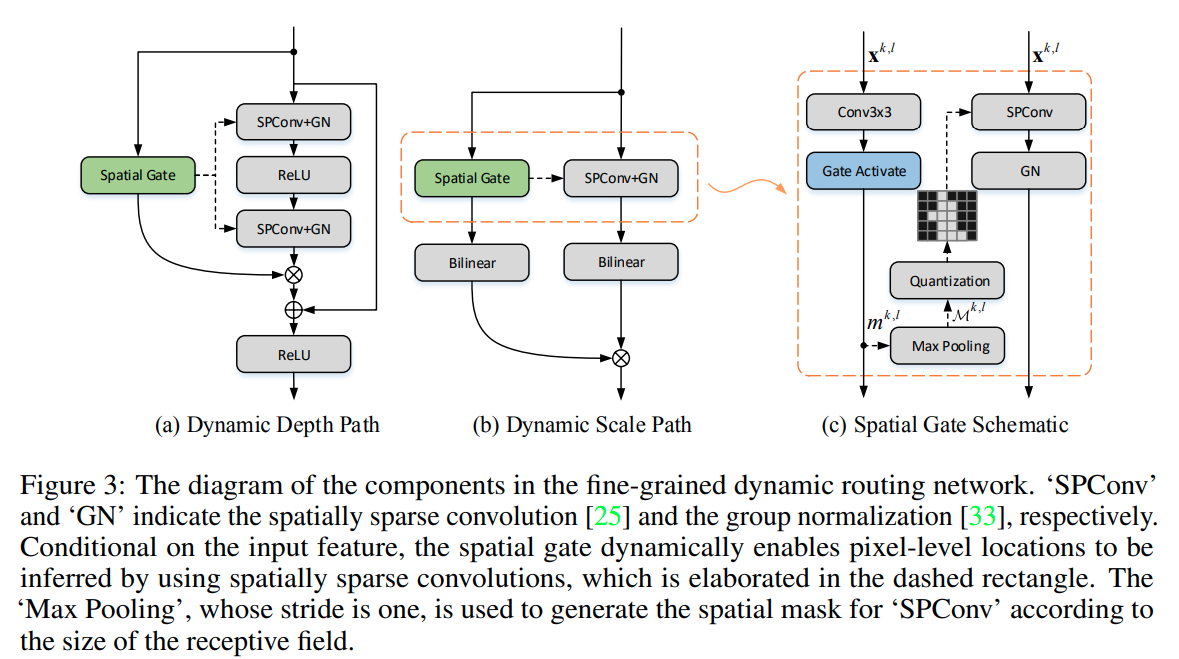 SPConv+GN
Spatial Gate
ReLU
SPConv+GN
ReLU
(a) Dynamic Depth Path
Spatial Gate
SPConv+GN
Bilinear
Bilinear
(b) Dynamic Scale Path
x^{k,l}
x^{k,l}
Conv3x3
SPConv
Gate Activate
GN
Quantization
m^{k,l}
M^{k,l}
Max Pooling
(c) Spatial Gate Schematic
Figure 3: The diagram of the components in the fine-grained dynamic routing network. ‘SPConv’
and ‘GN’ indicate the spatially sparse convolution [25] and the group normalization [33], respectively.
Conditional on the input feature, the spatial gate dynamically enables pixel-level locations to be
inferred by using spatially sparse convolutions, which is elaborated in the dashed rectangle. The
‘Max Pooling’, whose stride is one, is used to generate the spatial mask for ‘SPConv’ according to
the size of the receptive field.